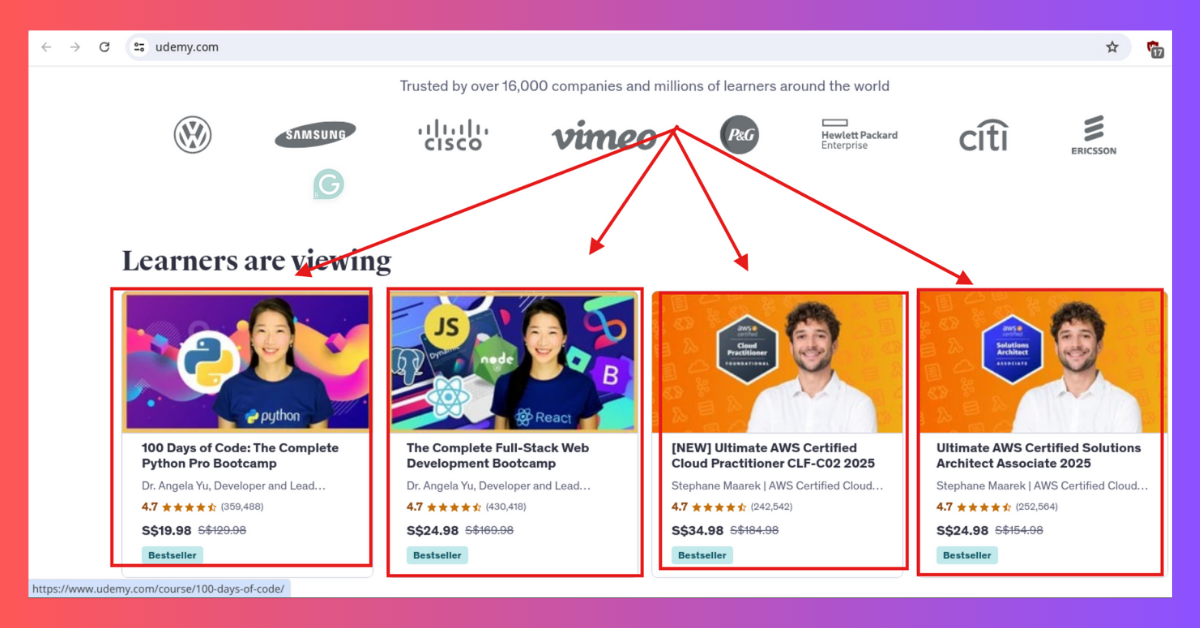 udemy.com
17
Trusted by over 16,000 companies and millions of learners around the world
SAMSUNG
CISCO
vimeo
P&G
Hewlett Packard
Enterprise
citi
ERICSSON
G
Learners are viewing
python
JS
node
B
React
aws
certified
Cloud
Practitioner
FOUNDATIONAL
aws
certified
Solutions
Architect
ASSOCIATE
100 Days of Code: The Complete
Python Pro Bootcamp
Dr. Angela Yu, Developer and Lead...
4.7 (359,488)
S$19.98 S$129.98
Bestseller
The Complete Full-Stack Web
Development Bootcamp
Dr. Angela Yu, Developer and Lead...
4.7 (430,418)
S$24.98 S$169.98
Bestseller
[NEW] Ultimate AWS Certified
Cloud Practitioner CLF-C02 2025
Stephane Maarek | AWS Certified Cloud...
4.7 (242,542)
S$34.98 S$184.98
Bestseller
Ultimate AWS Certified Solutions
Architect Associate 2025
Stephane Maarek | AWS Certified Cloud...
4.7 (252,564)
S$24.98 S$154.98
Bestseller
https://www.udemy.com/course/100-days-of-code/